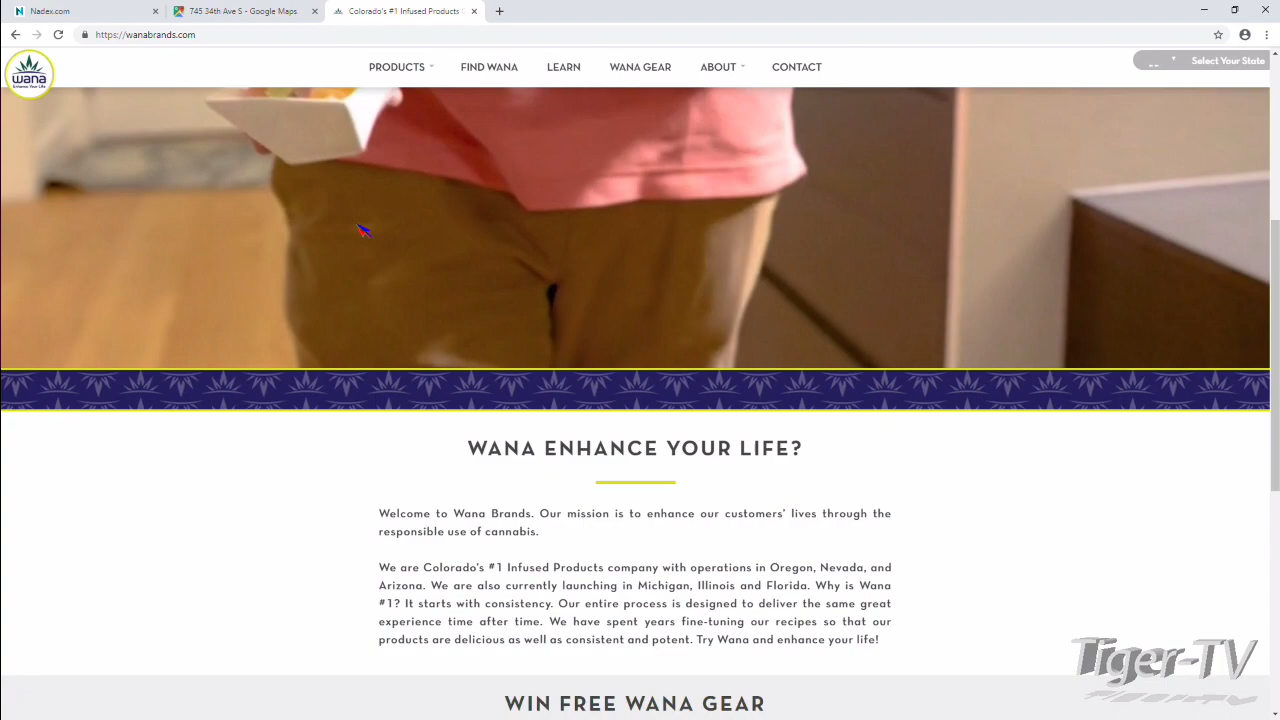 Nadex.com
745 34th Ave S - Google Maps
Colorado's #1 Infused Products
https://wanabrands.com
wana
Enhance Your Life
PRODUCTS
FIND WANA
LEARN
WANA GEAR
ABOUT
CONTACT
-- Select Your State
WANA ENHANCE YOUR LIFE?
Welcome to Wana Brands. Our mission is to enhance our customers' lives through the
responsible use of cannabis.
We are Colorado's #1 Infused Products company with operations in Oregon, Nevada, and
Arizona. We are also currently launching in Michigan, Illinois and Florida. Why is Wana
#1? It starts with consistency. Our entire process is designed to deliver the same great
experience time after time. We have spent years fine-tuning our recipes so that our
products are delicious as well as consistent and potent. Try Wana and enhance your life!
Tiger-TV
WIN FREE WANA GEAR